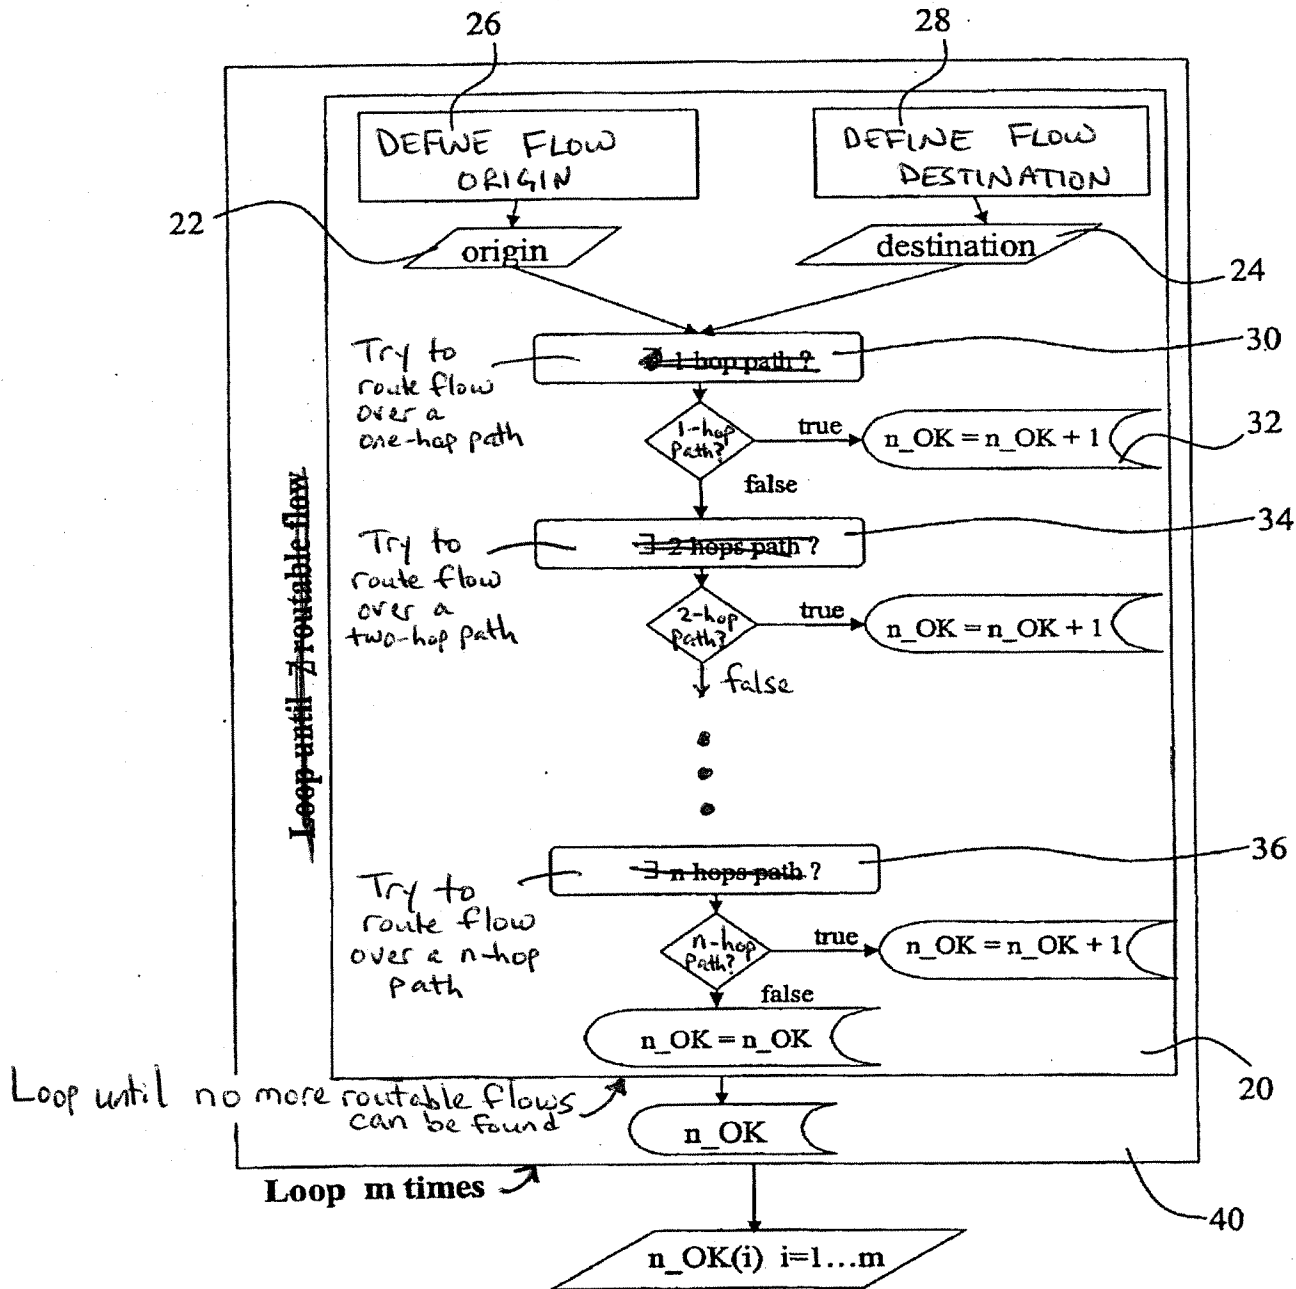 26
28
DEFINE FLOW
ORIGIN
DEFINE FLOW
DESTINATION
22
origin
destination
24
Try to
route flow
over a
one-hop path
1 hop path ?
30
1-hop
path?
true
n_OK = n_OK + 1
32
false
Loop until ∄ routable flow
Try to
route flow
over a
two-hop path
∃ 2 hops path ?
34
2-hop
path?
true
n_OK = n_OK + 1
false
Try to
route flow
over a n-hop
path
∃ n hops path ?
36
n-hop
path?
true
n_OK = n_OK + 1
false
n_OK = n_OK
20
Loop until no more routable flows
can be found
n_OK
Loop m times
40
n_OK(i) i=1...m